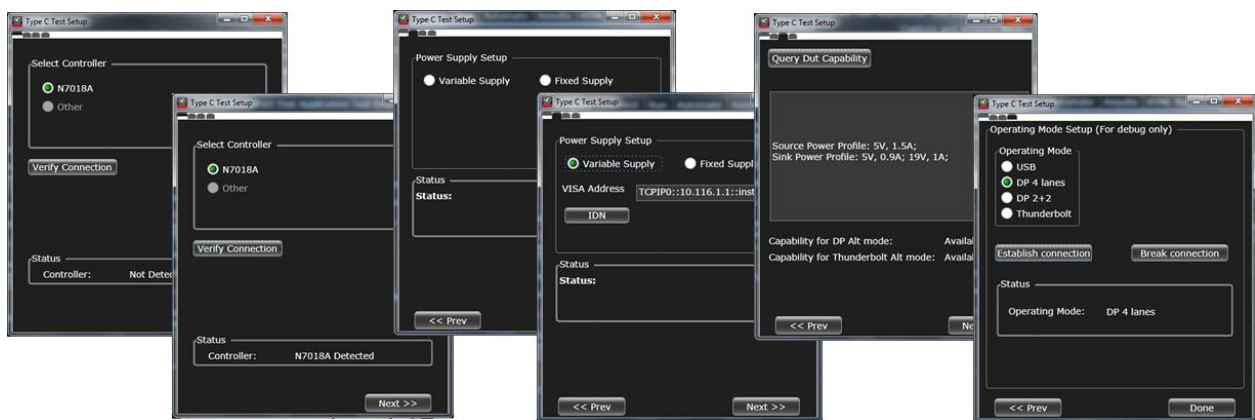 Type C Test Setup
Select Controller
N7018A
Other
Verify Connection
Status
Controller: Not Detec
Type C Test Setup
Select Controller
N7018A
Other
Verify Connection
Status
Controller: N7018A Detected
Next >>
Type C Test Setup
Power Supply Setup
Variable Supply Fixed Supply
Status
Status:
<< Prev
Type C Test Setup
Power Supply Setup
Variable Supply Fixed Suppl
VISA Address TCPIP0::10.116.1.1::inst
IDN
Status
Status:
<< Prev Next >>
Type C Test Setup
Query Dut Capability
Source Power Profile: 5V, 1.5A;
Sink Power Profile: 5V, 0.9A; 19V, 1A;
Capability for DP Alt mode: Availa
Capability for Thunderbolt Alt mode: Availa
<< Prev Ne
Type C Test Setup
Operating Mode Setup (For debug only)
Operating Mode
USB
DP 4 lanes
DP 2+2
Thunderbolt
Establish connection Break connection
Status
Operating Mode: DP 4 lanes
<< Prev Done